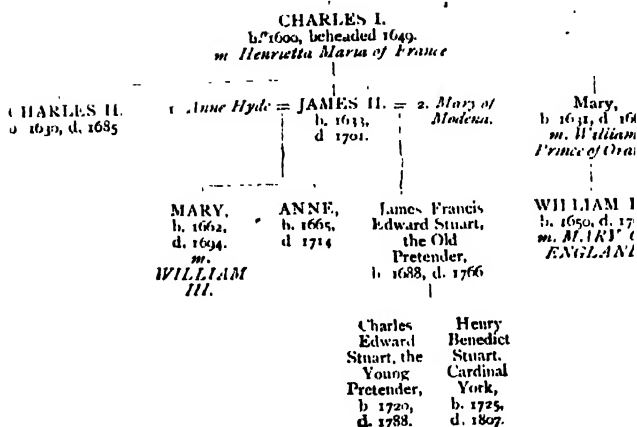 CHARLES I.
b. 1600, beheaded 1649.
m Henrietta Maria of France
CHARLES II.
b 1630, d. 1685
1 Anne Hyde = JAMES II. = 2. Mary of Modena.
b. 1633,
d 1701.
Mary,
b 1631, d
m. William
Prince of
MARY,
b. 1662,
d. 1694.
m.
WILLIAM
III.
ANNE,
b. 1665,
d 1714
James Francis
Edward Stuart,
the Old
Pretender,
b 1688, d. 1766
WILLIAM
b. 1650, d.
m. MARY
ENGLAND
Charles
Edward
Stuart, the
Young
Pretender,
b 1720,
d. 1788.
Henry
Benedict
Stuart,
Cardinal
York,
b. 1725,
d. 1807.